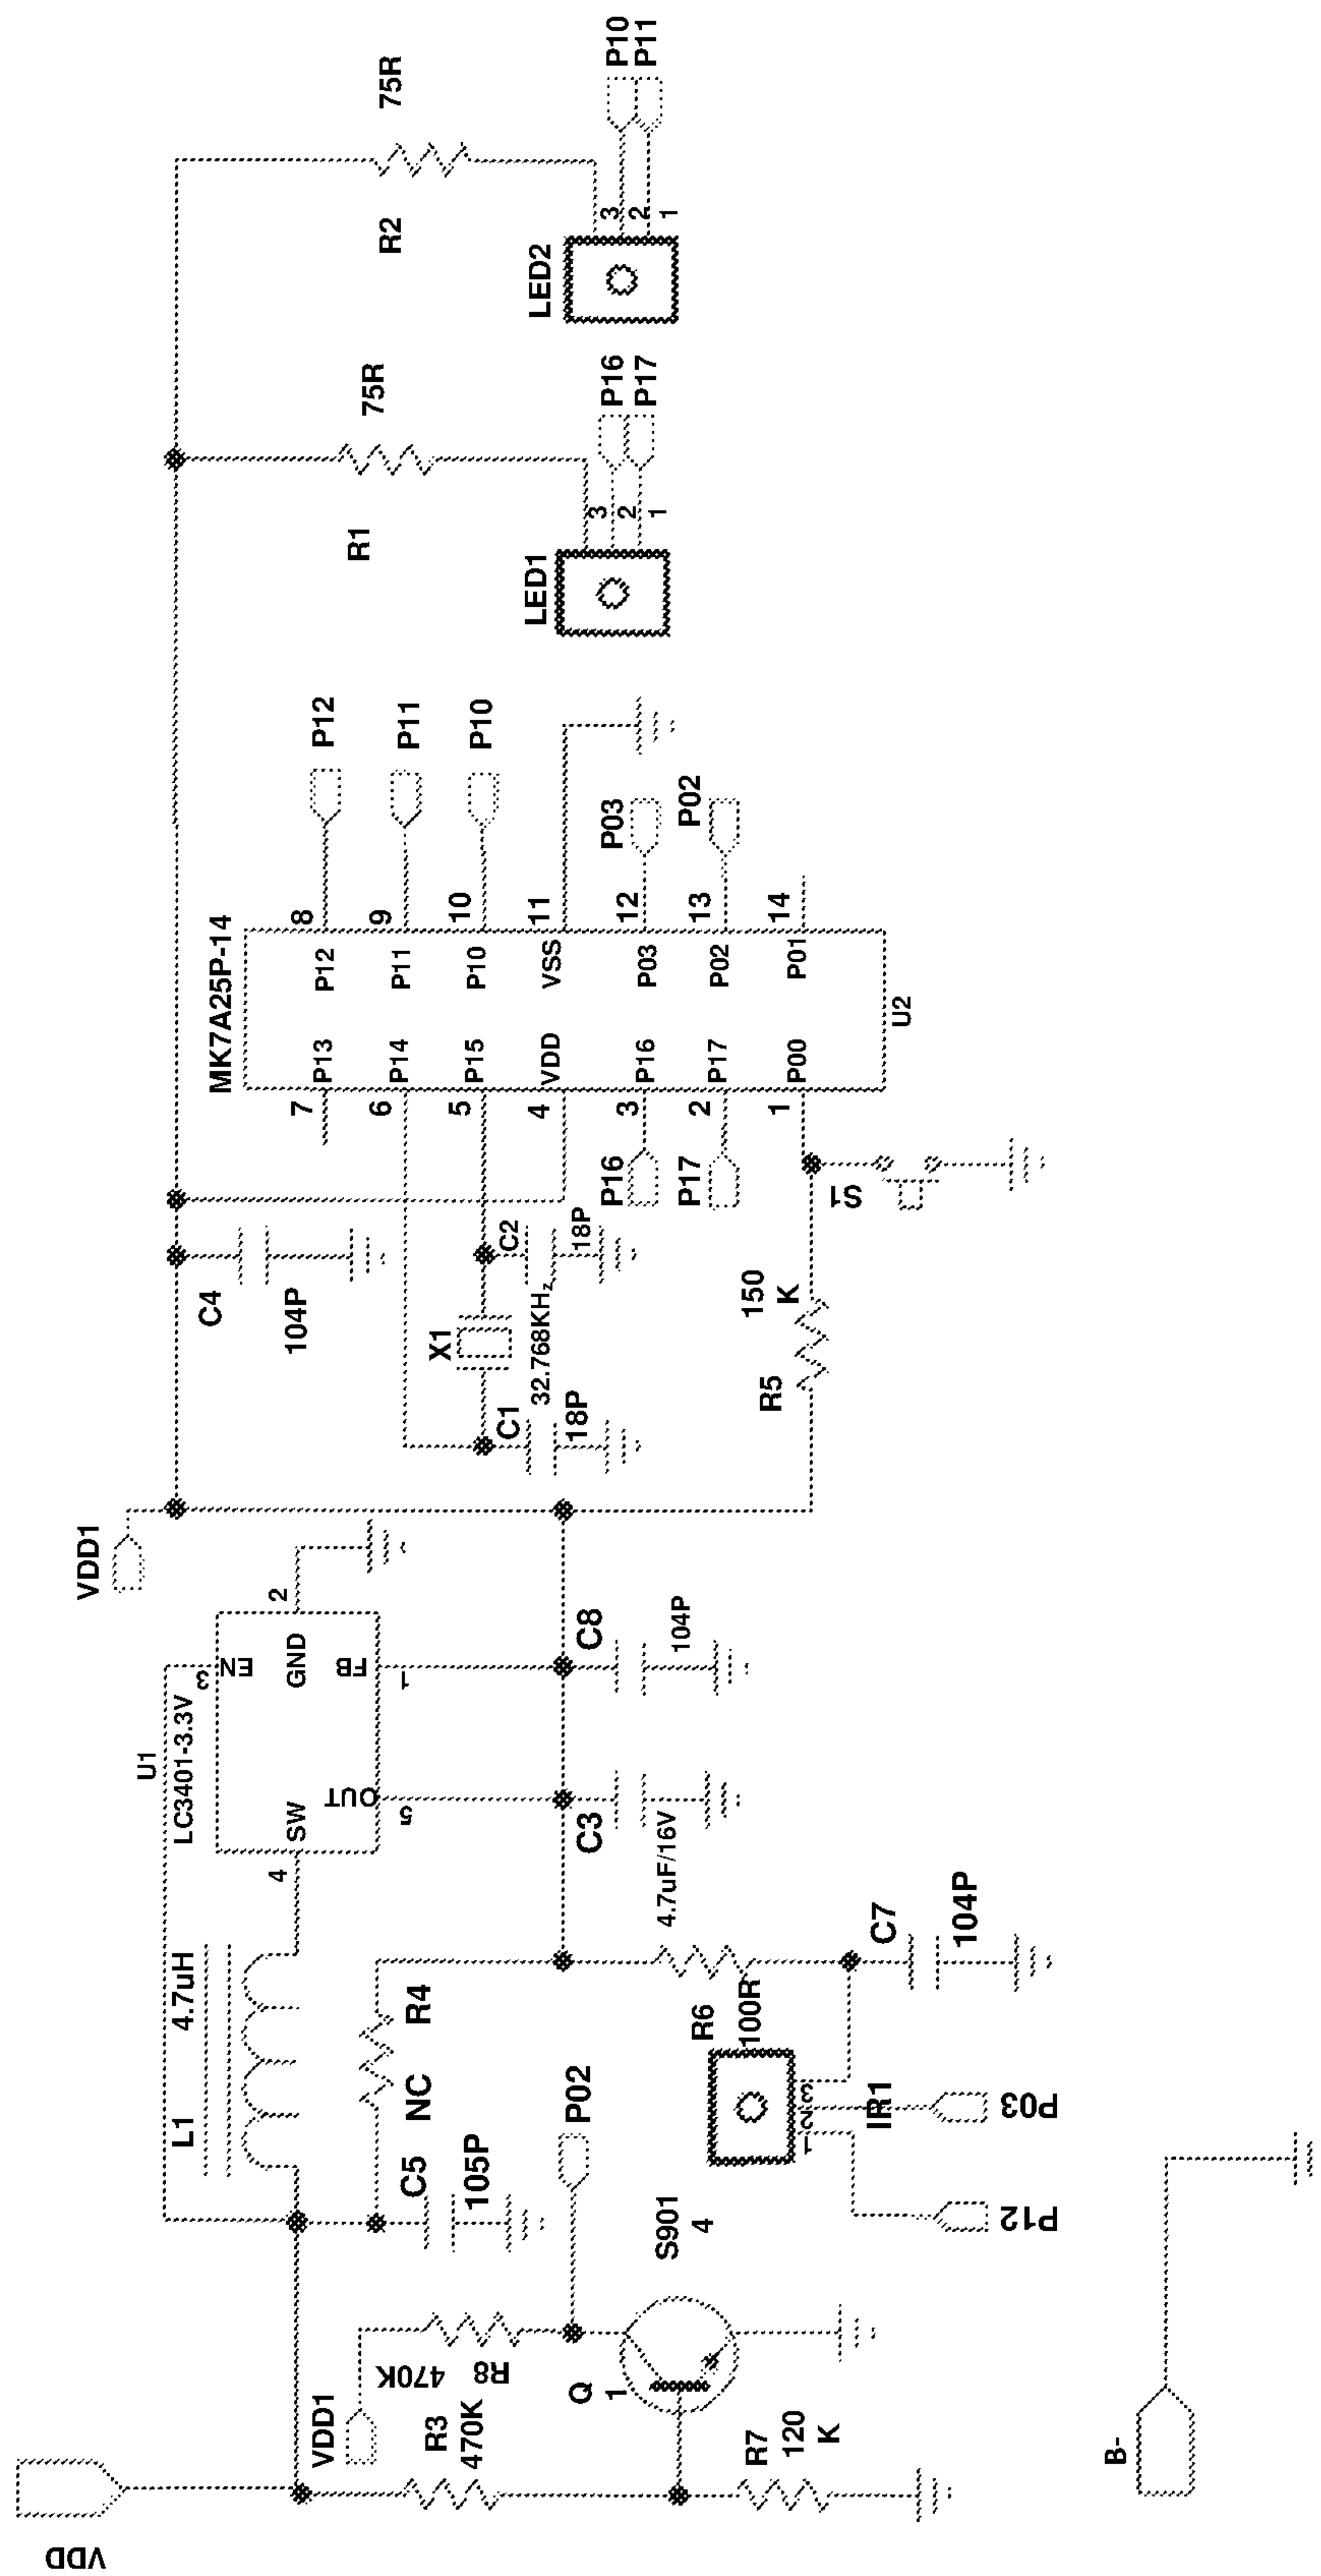 VDD
VDD1
R3
470K
R7
120
K
R8
470K
Q
1
S901
4
P02
B-
L1
4.7uH
C5
105P
NC
R4
U1
LC3401-3.3V
4
SW
OUT
5
EN
3
GND
2
FB
1
C3
4.7uF/16V
C8
104P
R6
100R
C7
104P
IR1
1
2
3
P12
P03
VDD1
C4
104P
C1
18P
X1
32.768KHz
C2
18P
R5
150
K
S1
MK7A25P-14
U2
7
P13
6
P14
5
P15
4
VDD
3
P16
2
P17
1
P00
P16
P17
P12
8
P11
9
P10
10
VSS
11
P03
12
P02
13
P01
14
P12
P11
P10
P03
P02
LED1
3
2
1
P16
P17
R1
75R
LED2
3
2
1
P10
P11
R2
75R